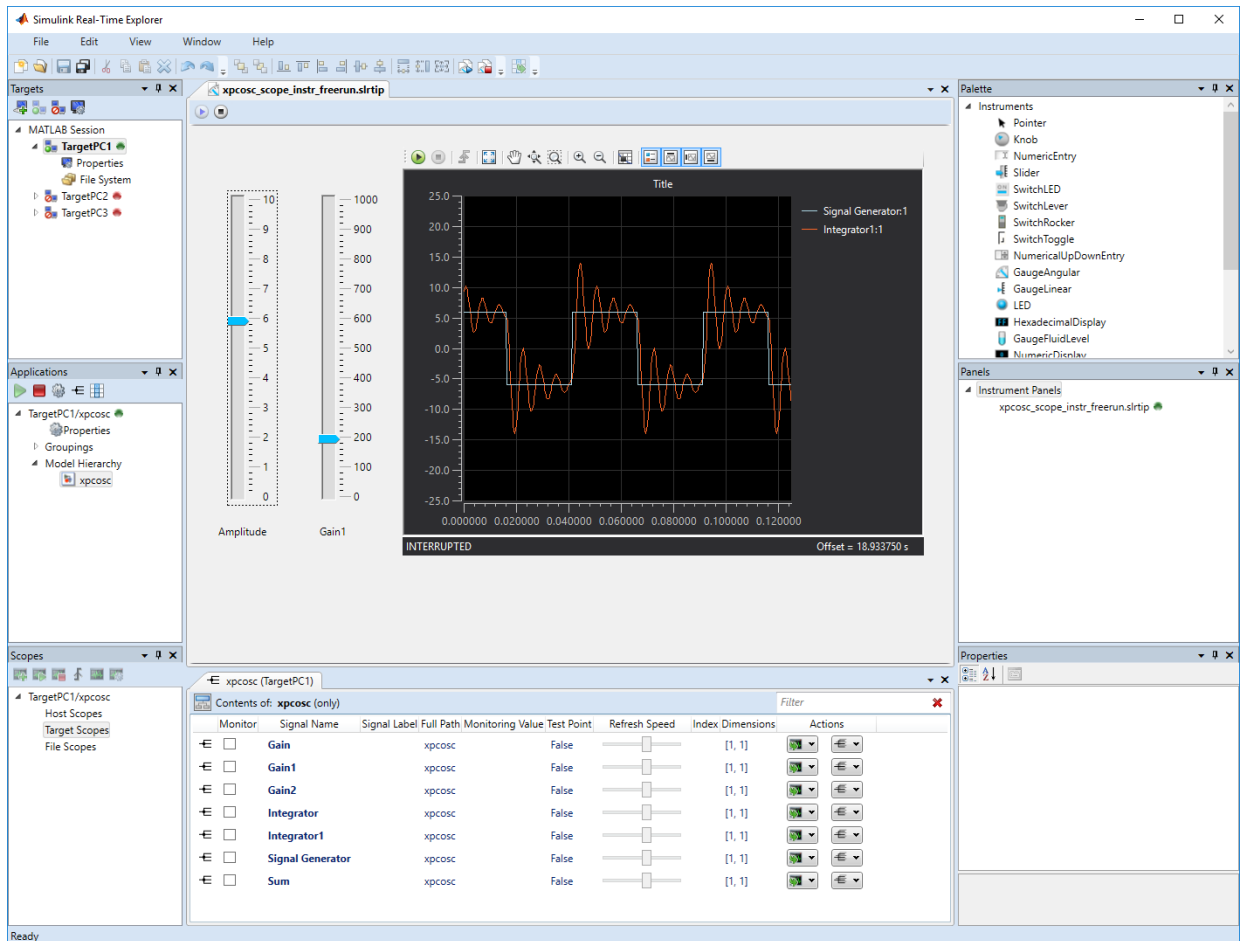 Simulink Real-Time Explorer
File Edit View Window Help
Targets
MATLAB Session
TargetPC1
Properties
File System
TargetPC2
TargetPC3
Applications
TargetPC1/xpcosc
Properties
Groupings
Model Hierarchy
xpcosc
Scopes
TargetPC1/xpcosc
Host Scopes
Target Scopes
File Scopes
xpcosc_scope_instr_freerun.slrtip
10
9
8
7
6
5
4
3
2
1
0
Amplitude
1000
900
800
700
600
500
400
300
200
100
0
Gain1
Title
25.0
20.0
15.0
10.0
5.0
0.0
-5.0
-10.0
-15.0
-20.0
-25.0
0.000000 0.020000 0.040000 0.060000 0.080000 0.100000 0.120000
Signal Generator:1
Integrator1:1
INTERRUPTED Offset = 18.933750 s
xpcosc (TargetPC1)
Contents of: xpcosc (only) Filter
Monitor Signal Name Signal Label Full Path Monitoring Value Test Point Refresh Speed Index Dimensions Actions
Gain xpcosc False [1, 1]
Gain1 xpcosc False [1, 1]
Gain2 xpcosc False [1, 1]
Integrator xpcosc False [1, 1]
Integrator1 xpcosc False [1, 1]
Signal Generator xpcosc False [1, 1]
Sum xpcosc False [1, 1]
Palette
Instruments
Pointer
Knob
NumericEntry
Slider
SwitchLED
SwitchLever
SwitchRocker
SwitchToggle
NumericalUpDownEntry
GaugeAngular
GaugeLinear
LED
HexadecimalDisplay
GaugeFluidLevel
NumericDisplay
Panels
Instrument Panels
xpcosc_scope_instr_freerun.slrtip
Properties
Ready